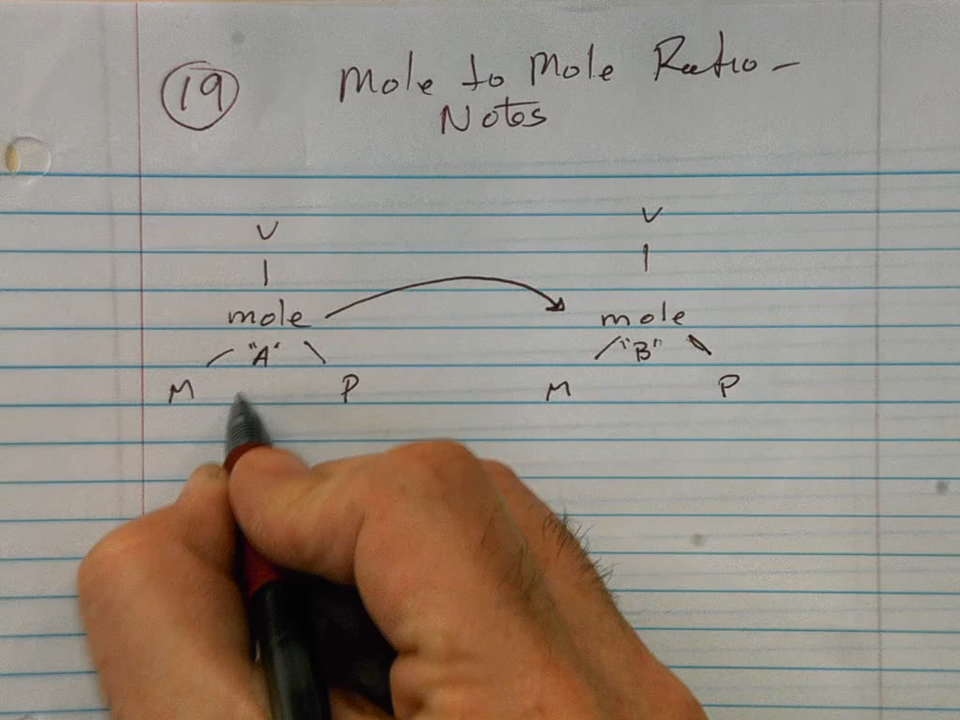 19 Mole to Mole Ratio -
Notes
V V
mole mole
"A" "B"
M P M P